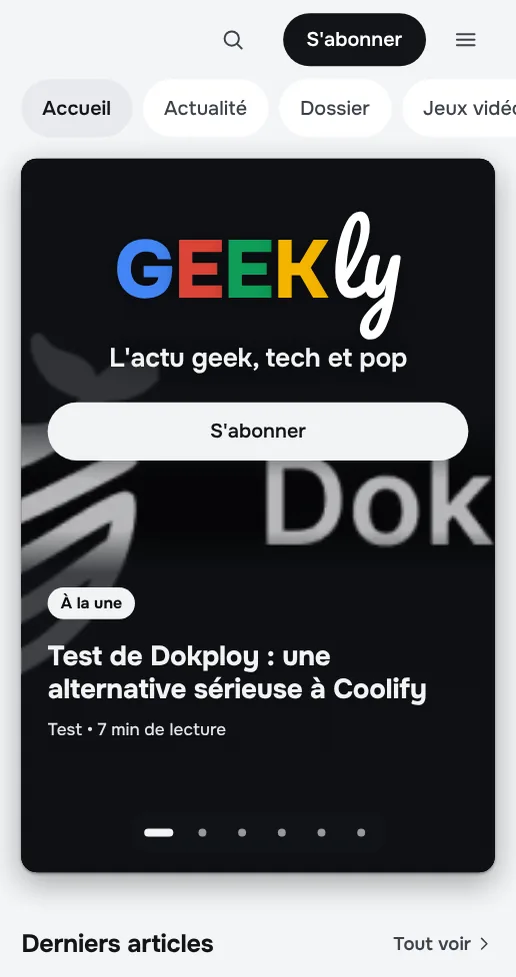 S'abonner
Accueil
Actualité
Dossier
Jeux vidéo
GEEKly
L'actu geek, tech et pop
S'abonner
Dok
À la une
Test de Dokploy : une
alternative sérieuse à Coolify
Test • 7 min de lecture
Derniers articles
Tout voir